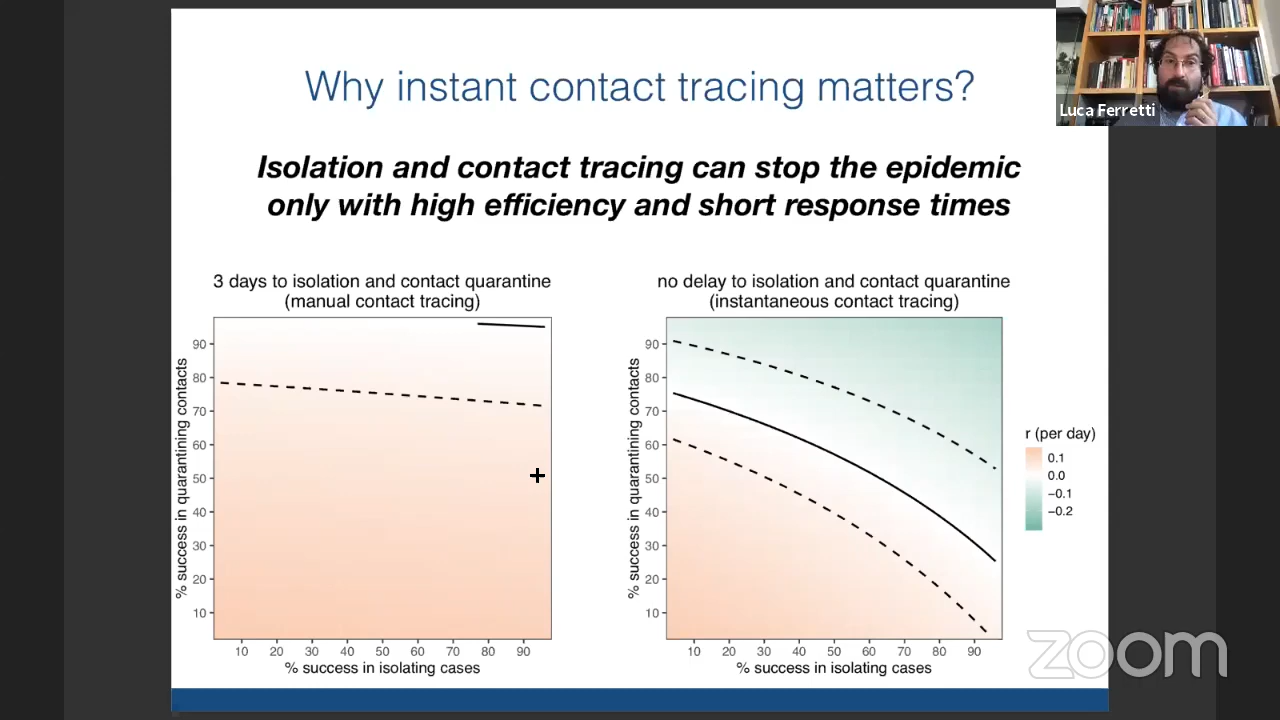 Why instant contact tracing matters?
Luca Ferretti
Isolation and contact tracing can stop the epidemic
only with high efficiency and short response times
3 days to isolation and contact quarantine
(manual contact tracing)
% success in quarantining contacts
90
80
70
60
50
40
30
20
10
10 20 30 40 50 60 70 80 90
% success in isolating cases
no delay to isolation and contact quarantine
(instantaneous contact tracing)
% success in quarantining contacts
90
80
70
60
50
40
30
20
10
10 20 30 40 50 60 70 80 90
% success in isolating cases
r (per day)
0.1
0.0
−0.1
−0.2
zoom